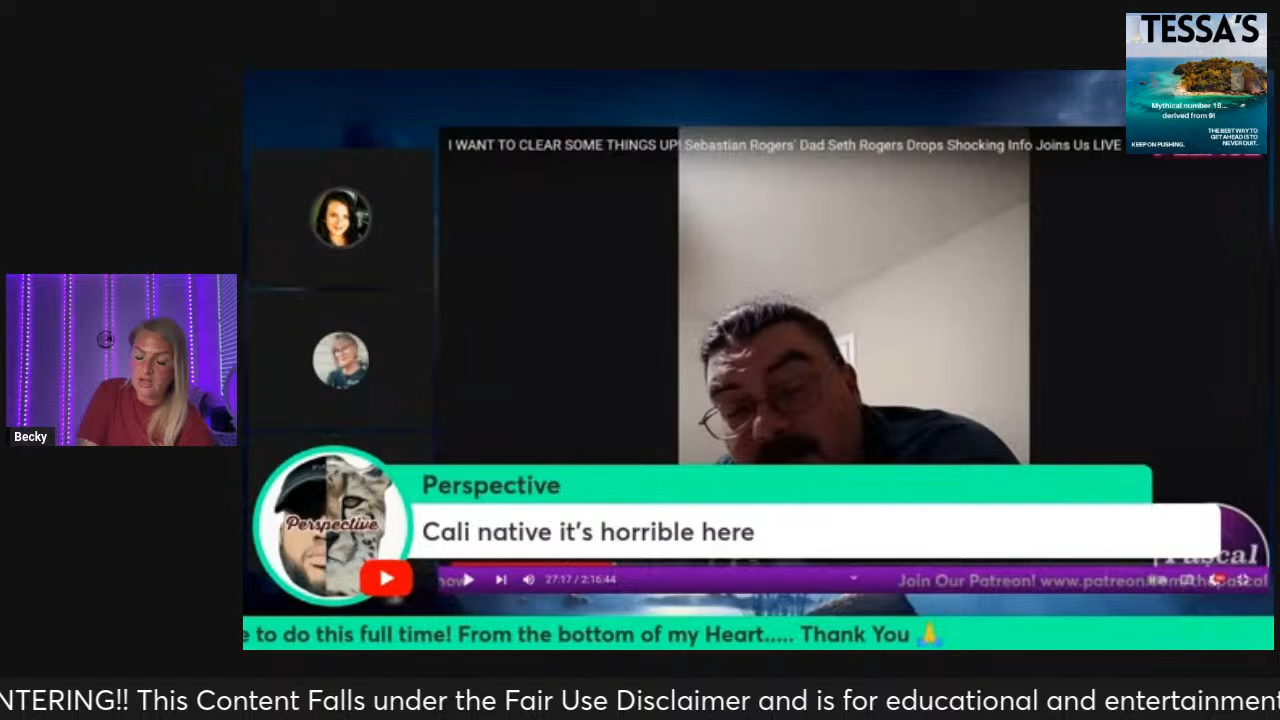 TESSA'S
Mythical number 18...
derived from 9!
THE BEST WAY TO
GET AHEAD IS TO
NEVER QUIT.
KEEP ON PUSHING.
I WANT TO CLEAR SOME THINGS UP! Sebastian Rogers' Dad Seth Rogers Drops Shocking Info Joins Us LIVE
Becky
Perspective
Perspective
Cali native it's horrible here
Pascal
27:17 / 2:16:44
Join Our Patreon!
e to do this full time! From the bottom of my Heart..... Thank You 🙏
NTERING!! This Content Falls under the Fair Use Disclaimer and is for educational and entertainment